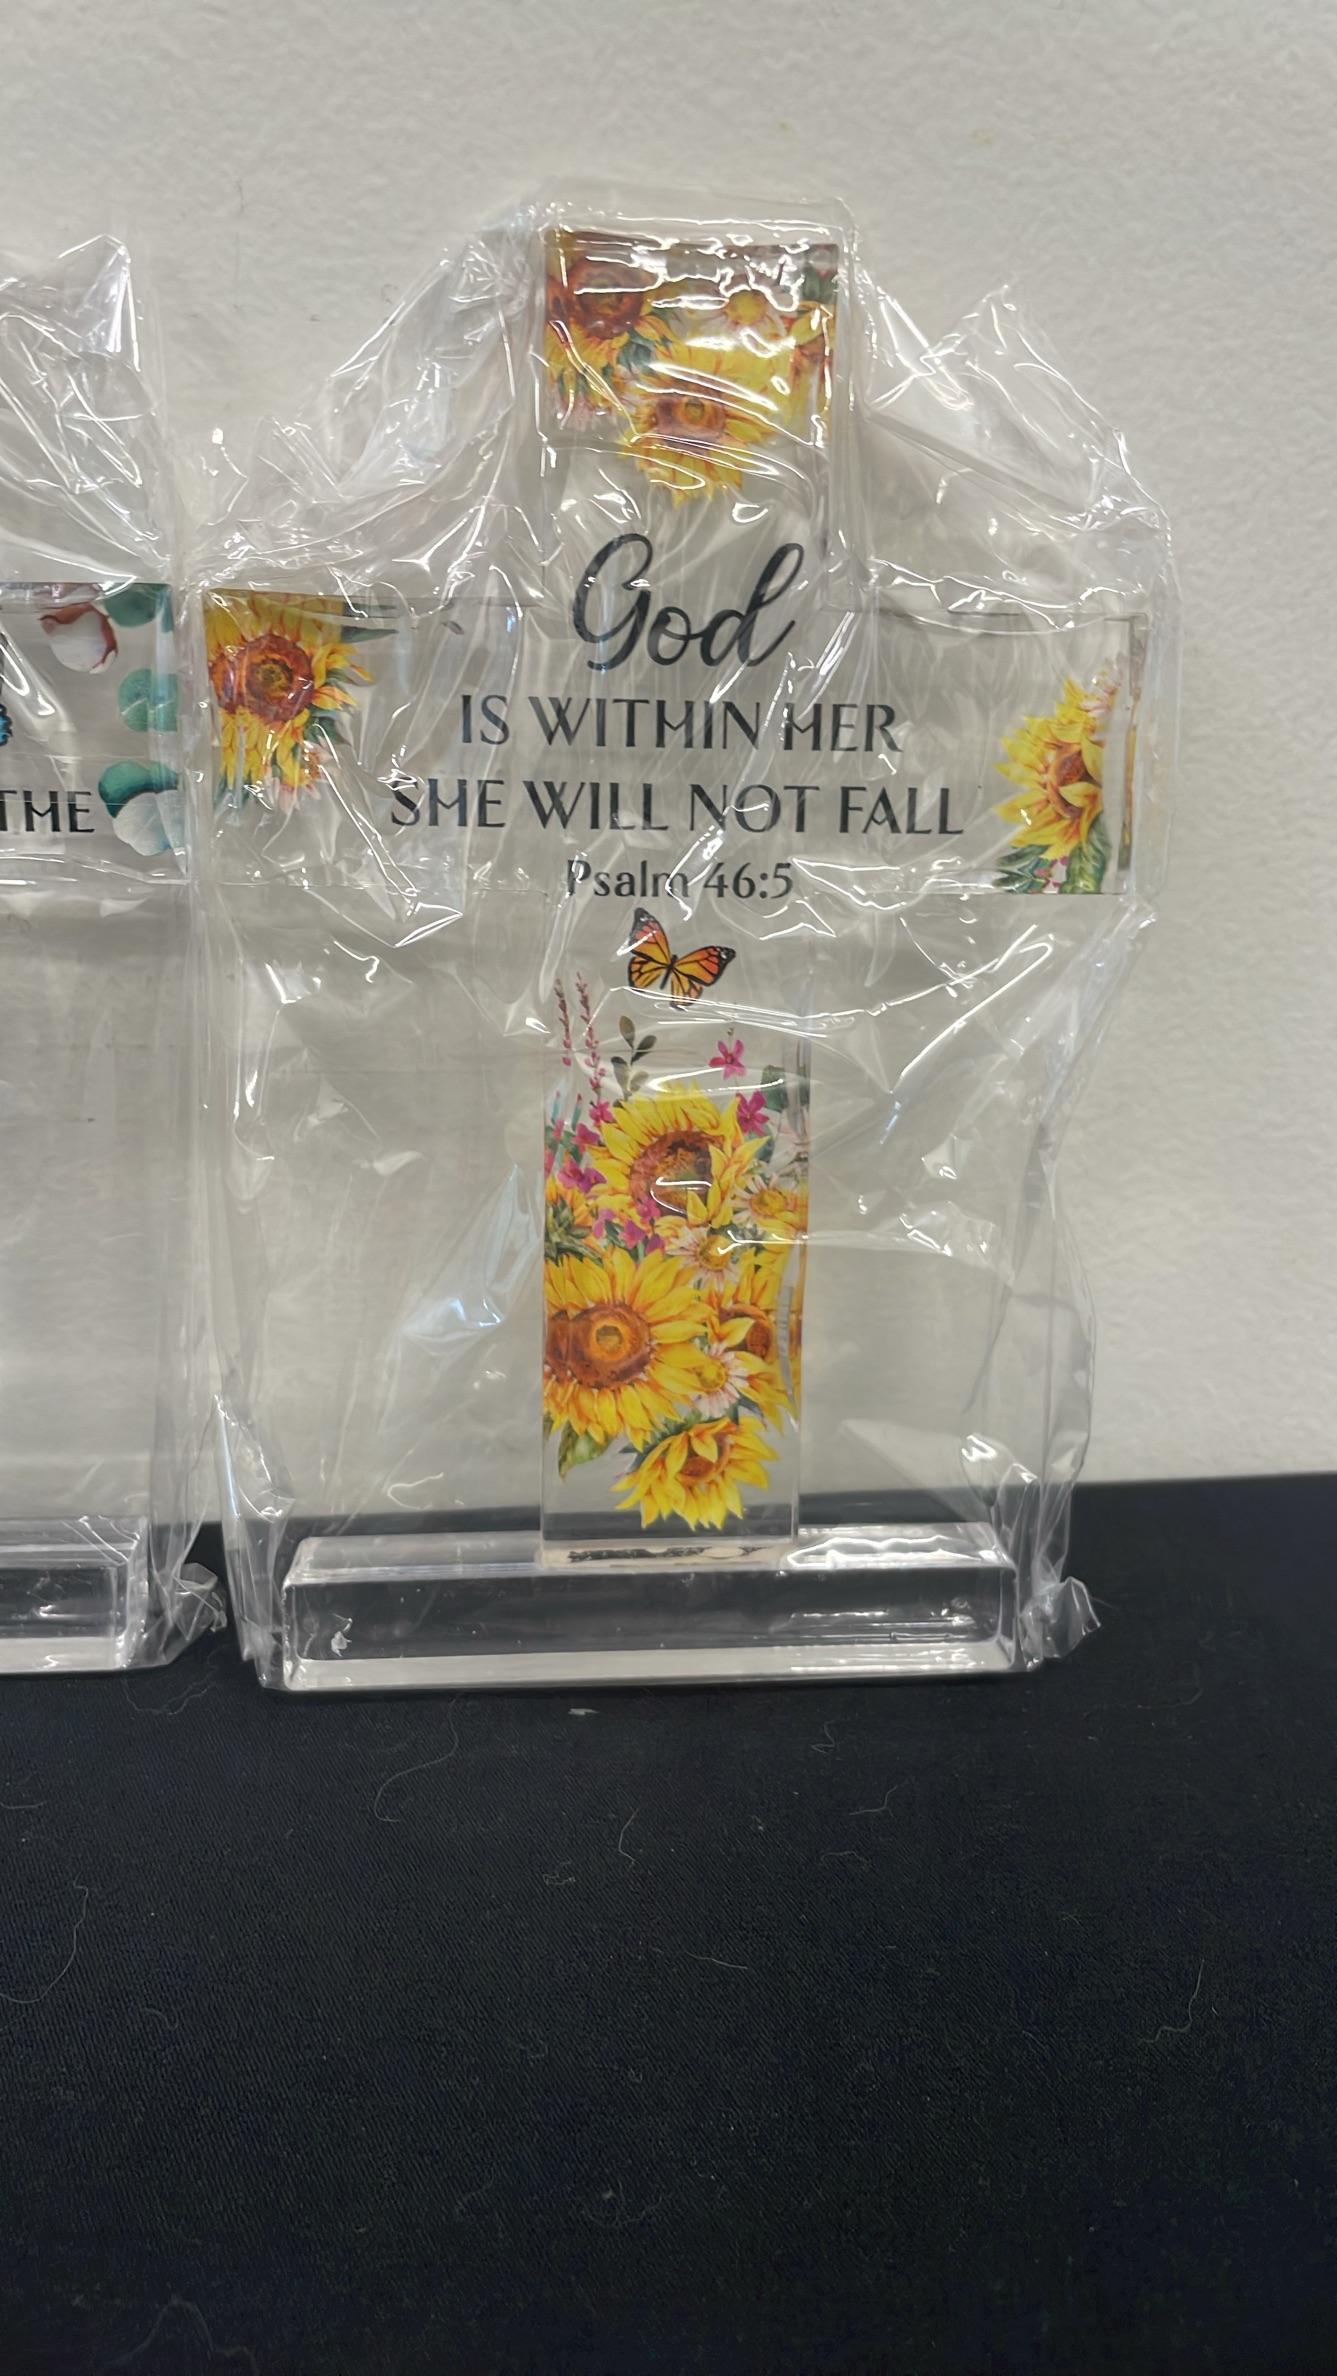 THE
God
IS WITHIN HER
SHE WILL NOT FALL
Psalm 46:5